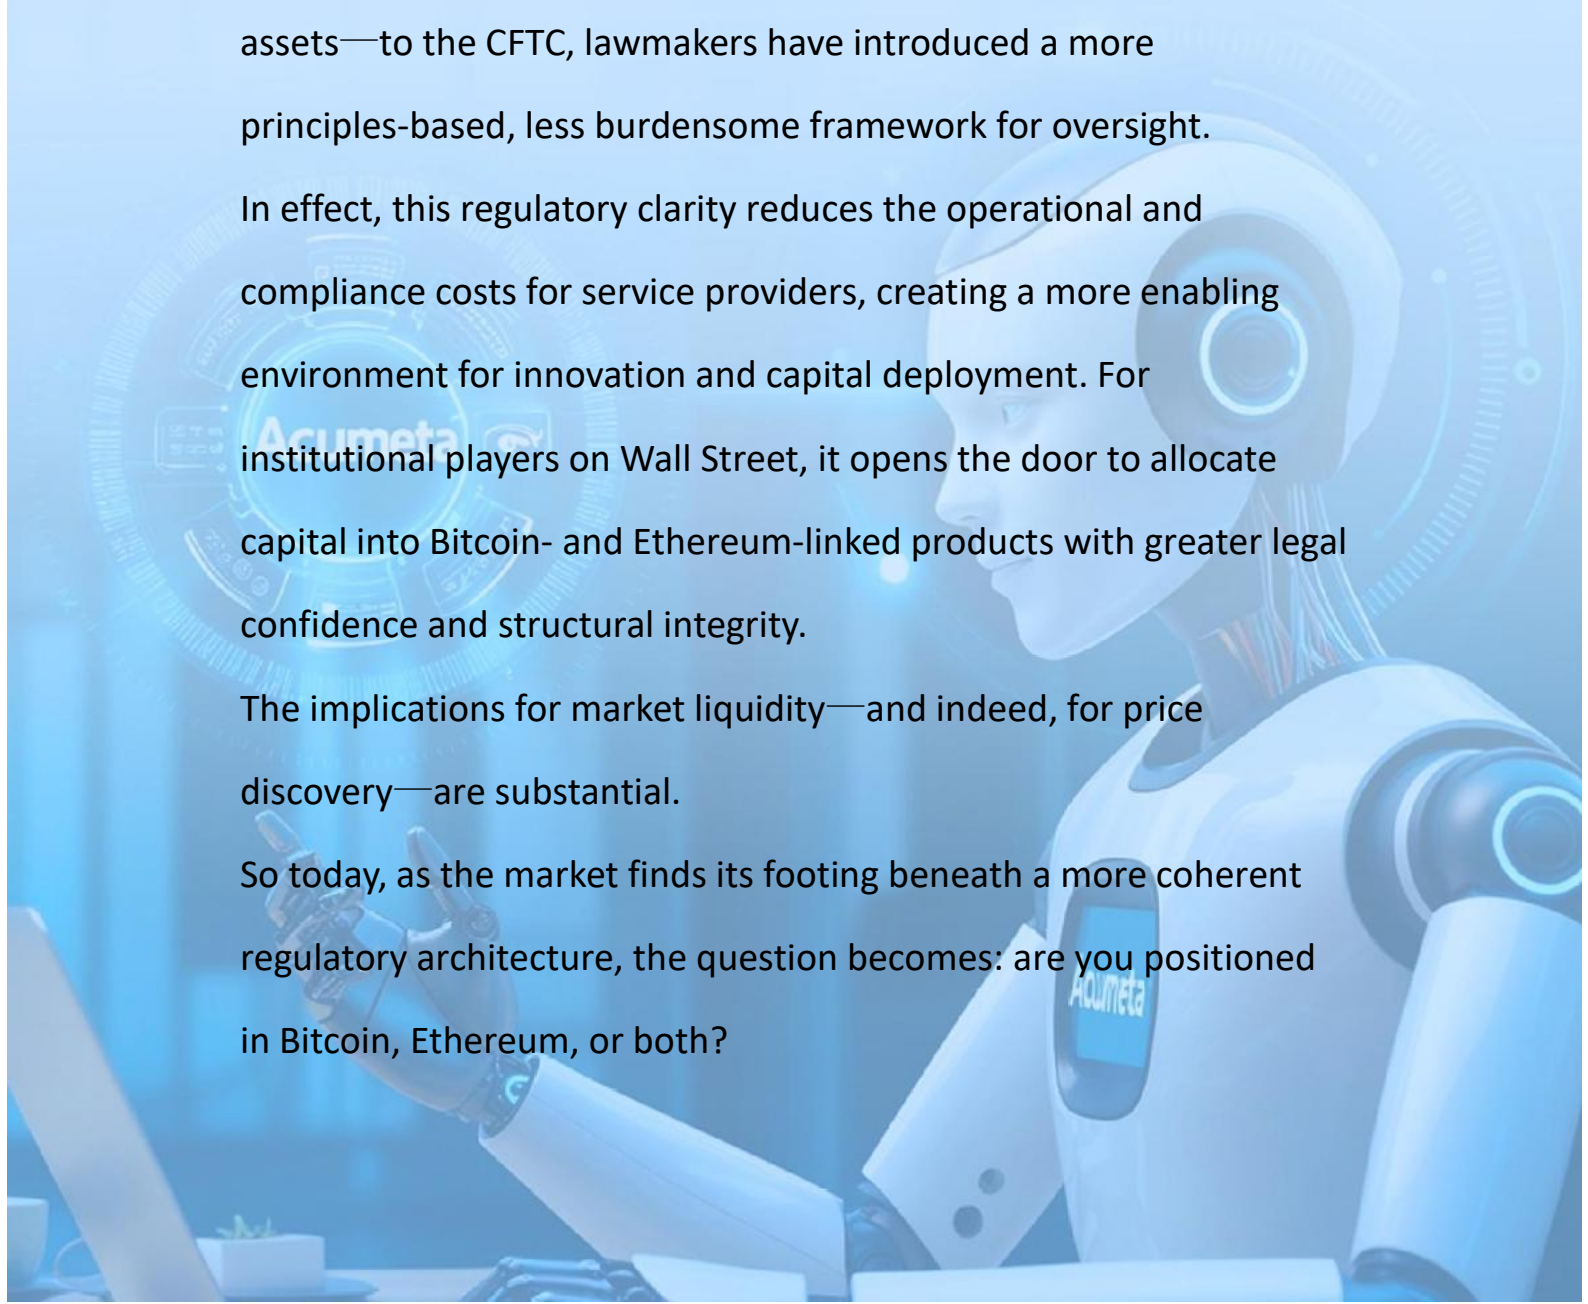 assets—to the CFTC, lawmakers have introduced a more
principles-based, less burdensome framework for oversight.
In effect, this regulatory clarity reduces the operational and
compliance costs for service providers, creating a more enabling
environment for innovation and capital deployment. For
Acumeta
institutional players on Wall Street, it opens the door to allocate
capital into Bitcoin- and Ethereum-linked products with greater legal
confidence and structural integrity.
The implications for market liquidity—and indeed, for price
discovery—are substantial.
So today, as the market finds its footing beneath a more coherent
regulatory architecture, the question becomes: are you positioned
Acumeta
in Bitcoin, Ethereum, or both?